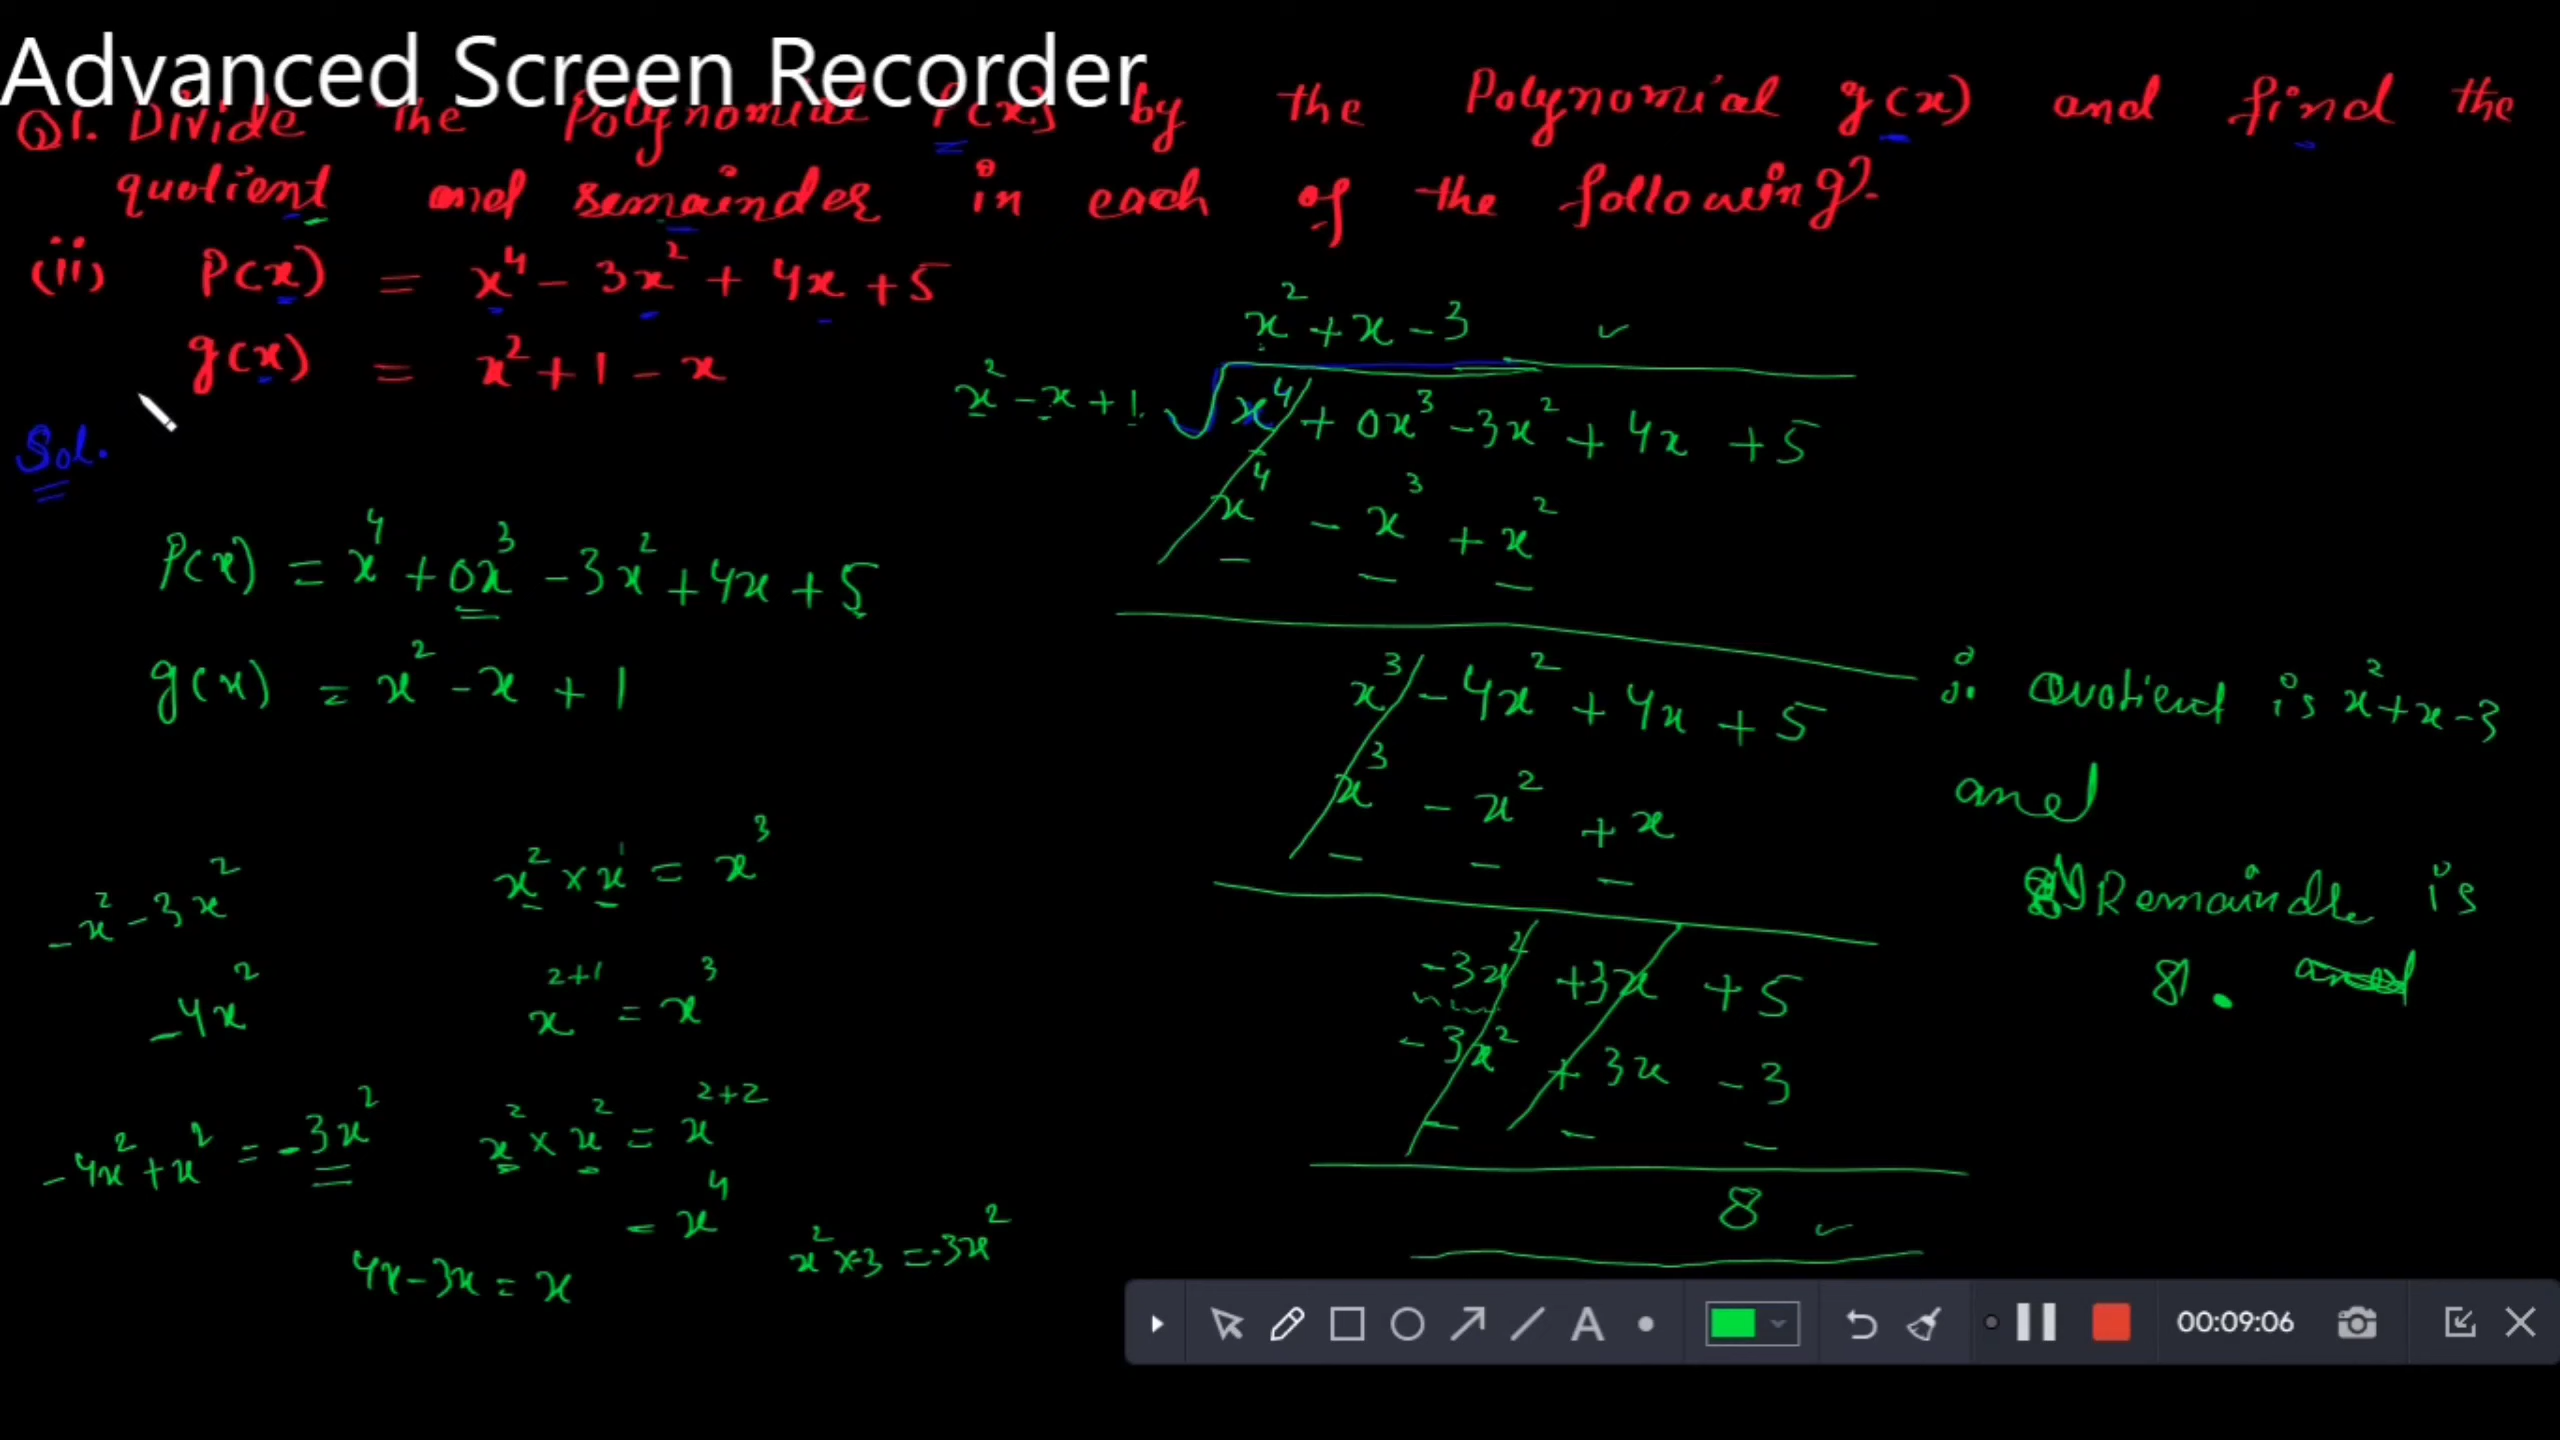 Advanced Screen Recorder
Q1. Divide the Polynomial P(x) by the Polynomial g(x) and find the
quotient and remainder in each of the following?
(ii) P(x) = x⁴ - 3x² + 4x + 5
g(x) = x² + 1 - x
Sol.
P(x) = x⁴ + 0x³ - 3x² + 4x + 5
g(x) = x² - x + 1
-x² - 3x²
-4x²
-4x² + x² = -3x²
4x - 3x = x
x² × x¹ = x³
x²⁺¹ = x³
x² × x² = x²⁺²
= x⁴
x² × -3 = -3x²
x² + x - 3
x² - x + 1 √ x⁴ + 0x³ - 3x² + 4x + 5
x⁴ - x³ + x²
- - -
x³ - 4x² + 4x + 5
x³ - x² + x
- - -
-3x² + 3x + 5
-3x² + 3x - 3
- - -
8
∴ Quotient is x² + x - 3
and
Remainder is
8.
00:09:06